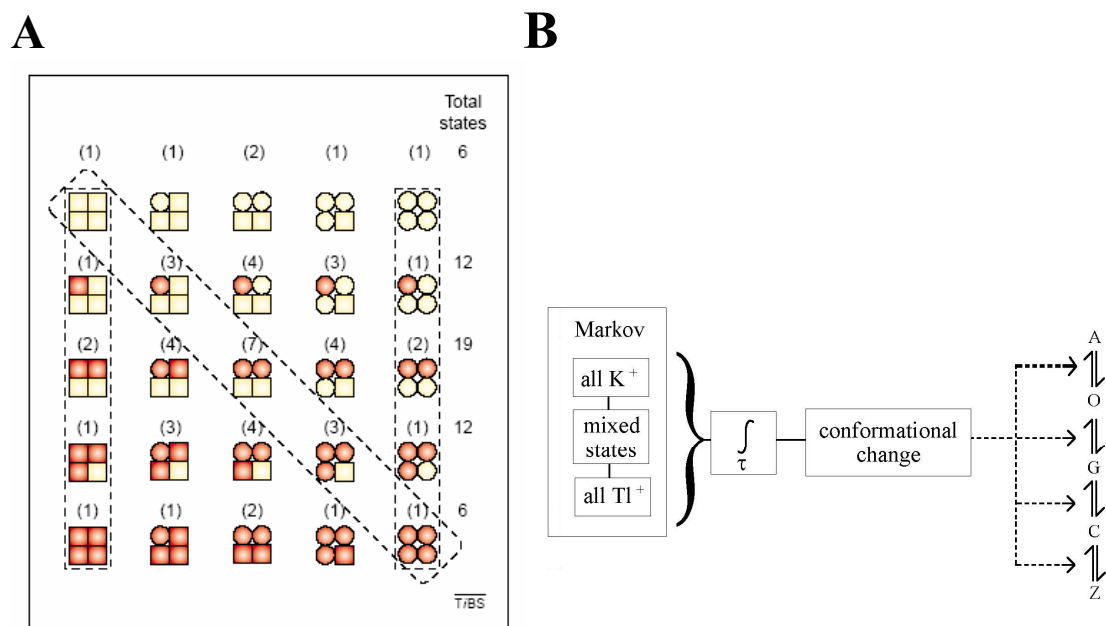 A
B
Total
states
(1) (1) (2) (1) (1) 6
(1) (3) (4) (3) (1) 12
(2) (4) (7) (4) (2) 19
(1) (3) (4) (3) (1) 12
(1) (1) (2) (1) (1) 6
TiBS
Markov
all K+
mixed
states
all Tl+
∫
τ
conformational
change
A
O
G
C
Z